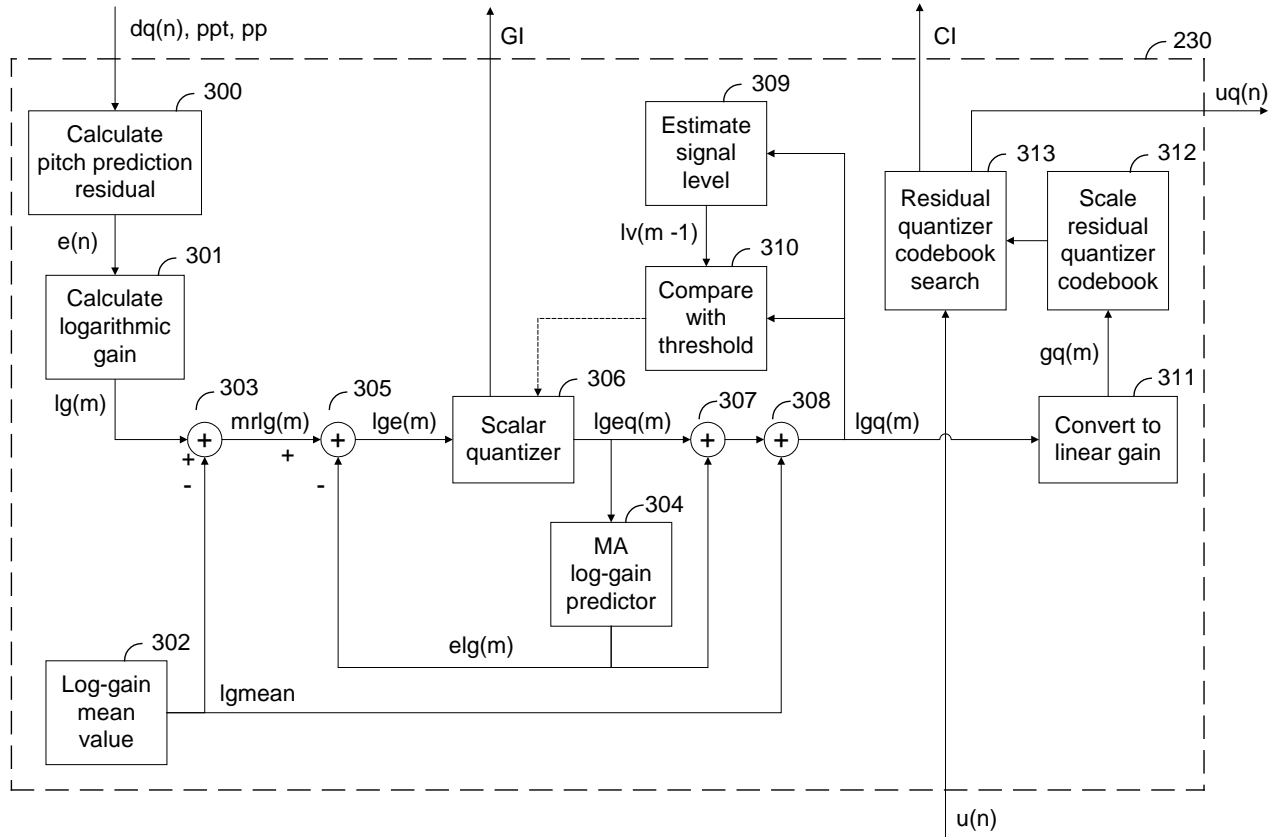 dq(n), ppt, pp
GI
CI
230
uq(n)
300
Calculate
pitch prediction
residual
309
Estimate
signal
level
313
Residual
quantizer
codebook
search
312
Scale
residual
quantizer
codebook
e(n)
lv(m -1)
301
Calculate
logarithmic
gain
310
Compare
with
threshold
gq(m)
lg(m)
303
+
+
-
mrlg(m)
305
+
+
-
lge(m)
306
Scalar
quantizer
lgeq(m)
307
+
308
+
lgq(m)
311
Convert to
linear gain
304
MA
log-gain
predictor
elg(m)
302
Log-gain
mean
value
lgmean
u(n)